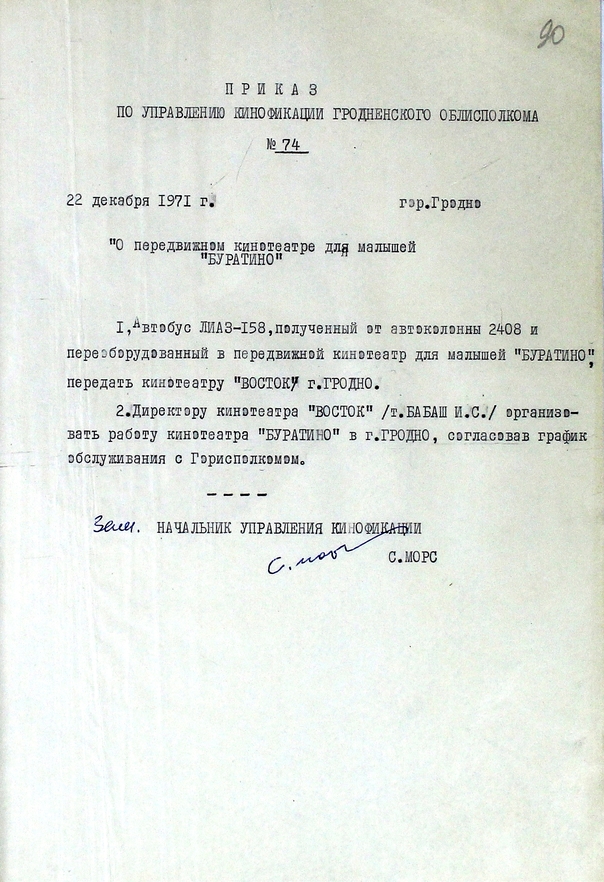 90
П Р И К А З
ПО УПРАВЛЕНИЮ КИНОФИКАЦИИ ГРОДНЕНСКОГО ОБЛИСПОЛКОМА
№ 74
22 декабря 1971 г. гор.Гродно
"О передвижном кинотеатре для малышей
"БУРАТИНО"
1,Автобус ЛИАЗ-158,полученный от автоколонны 2408 и
переоборудованный в передвижной кинотеатр для малышей "БУРАТИНО",
передать кинотеатру "ВОСТОК" г.ГРОДНО.
2.Директору кинотеатра "ВОСТОК" /т.БАБАШ И.С./ организо-
вать работу кинотеатра "БУРАТИНО" в г.ГРОДНО, согласовав график
обслуживания с Горисполкомом.
----
Зам. НАЧАЛЬНИК УПРАВЛЕНИЯ КИНОФИКАЦИИ
С.МОРС